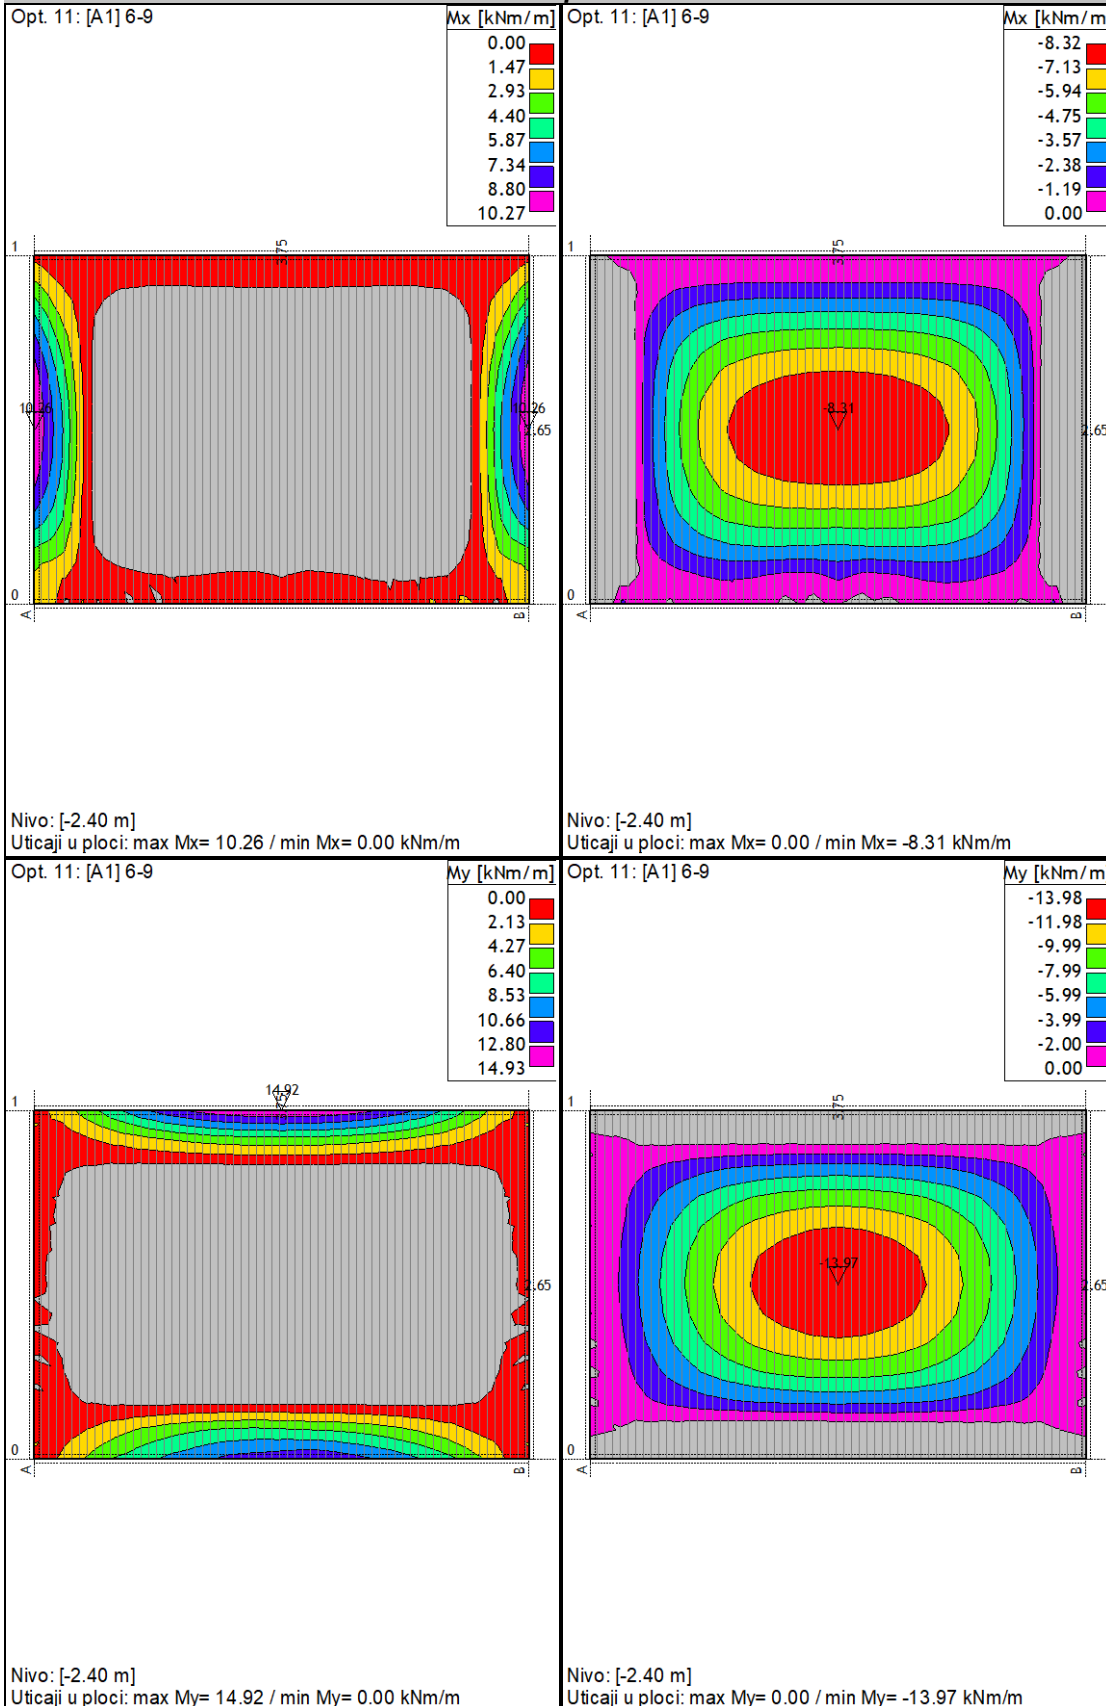 Opt. 11: [A1] 6-9
Mx [kNm/m]
0.00
1.47
2.93
4.40
5.87
7.34
8.80
10.27
1
3.75
10.26
10.26
2.65
0
A
B
Nivo: [-2.40 m]
Uticaji u ploci: max Mx= 10.26 / min Mx= 0.00 kNm/m
Opt. 11: [A1] 6-9
Mx [kNm/m
-8.32
-7.13
-5.94
-4.75
-3.57
-2.38
-1.19
0.00
1
3.75
-8.31
2.65
0
A
B
Nivo: [-2.40 m]
Uticaji u ploci: max Mx= 0.00 / min Mx= -8.31 kNm/m
Opt. 11: [A1] 6-9
My [kNm/m]
0.00
2.13
4.27
6.40
8.53
10.66
12.80
14.93
1
14.92
2.65
0
A
B
Nivo: [-2.40 m]
Uticaji u ploci: max My= 14.92 / min My= 0.00 kNm/m
Opt. 11: [A1] 6-9
My [kNm/m
-13.98
-11.98
-9.99
-7.99
-5.99
-3.99
-2.00
0.00
1
3.75
-13.97
2.65
0
A
B
Nivo: [-2.40 m]
Uticaji u ploci: max My= 0.00 / min My= -13.97 kNm/m